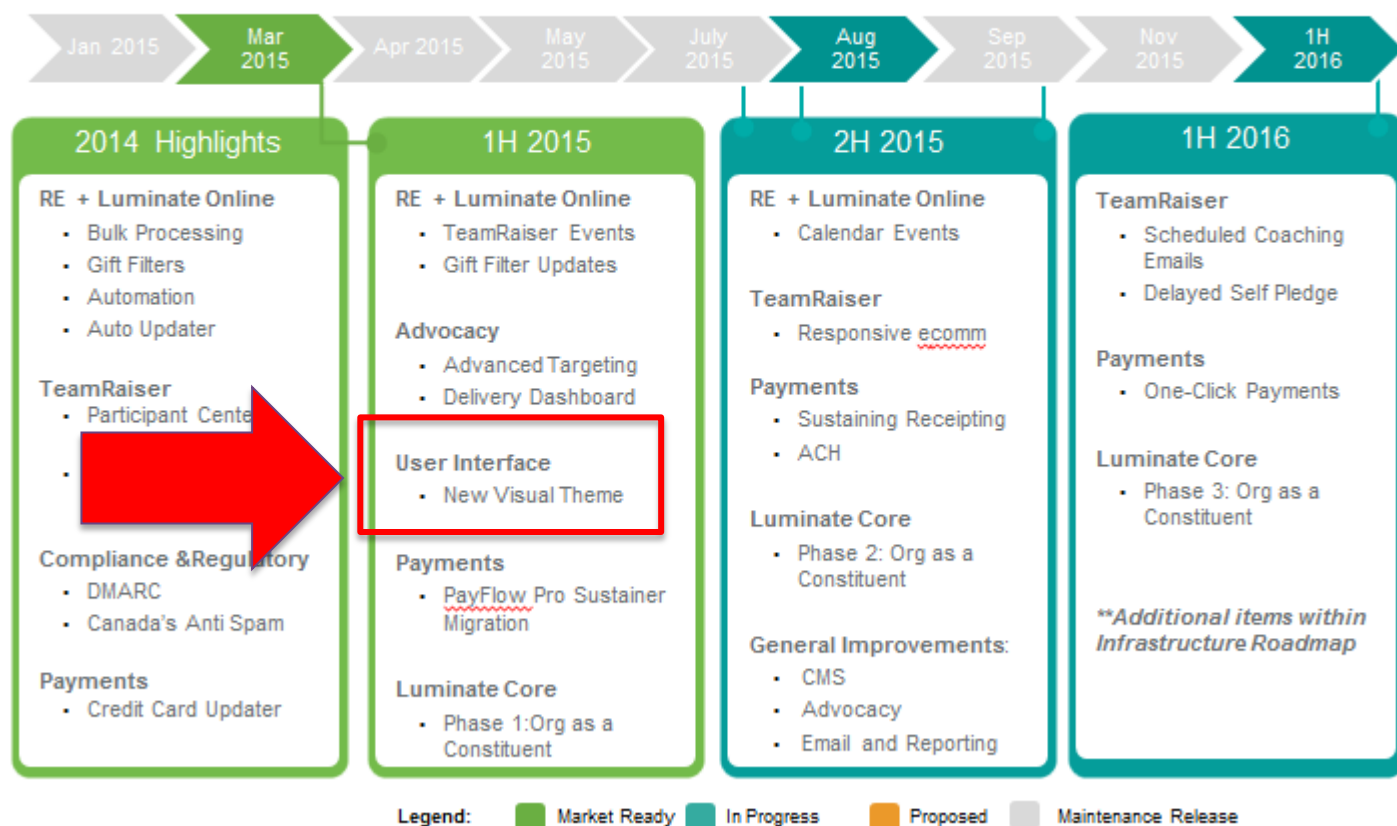 Jan 2015
Mar
2015
Apr 2015
May
2015
July
2015
Aug
2015
Sep
2015
Nov
2015
1H
2016
2014 Highlights
RE + Luminate Online
▪ Bulk Processing
▪ Gift Filters
▪ Automation
▪ Auto Updater
TeamRaiser
▪ Participant
Compliance &Regulatory
▪ DMARC
▪ Canada's Anti Spam
Payments
▪ Credit Card Updater
1H 2015
RE + Luminate Online
▪ TeamRaiser Events
▪ Gift Filter Updates
Advocacy
▪ Advanced Targeting
▪ Delivery Dashboard
User Interface
▪ New Visual Theme
Payments
▪ PayFlow Pro Sustainer
Migration
Luminate Core
▪ Phase 1:Org as a
Constituent
2H 2015
RE + Luminate Online
▪ Calendar Events
TeamRaiser
▪ Responsive ecomm
Payments
▪ Sustaining Receipting
▪ ACH
Luminate Core
▪ Phase 2: Org as a
Constituent
General Improvements:
▪ CMS
▪ Advocacy
▪ Email and Reporting
1H 2016
TeamRaiser
▪ Scheduled Coaching
Emails
▪ Delayed Self Pledge
Payments
▪ One-Click Payments
Luminate Core
▪ Phase 3: Org as a
Constituent
**Additional items within
Infrastructure Roadmap
Legend: Market Ready In Progress Proposed Maintenance Release